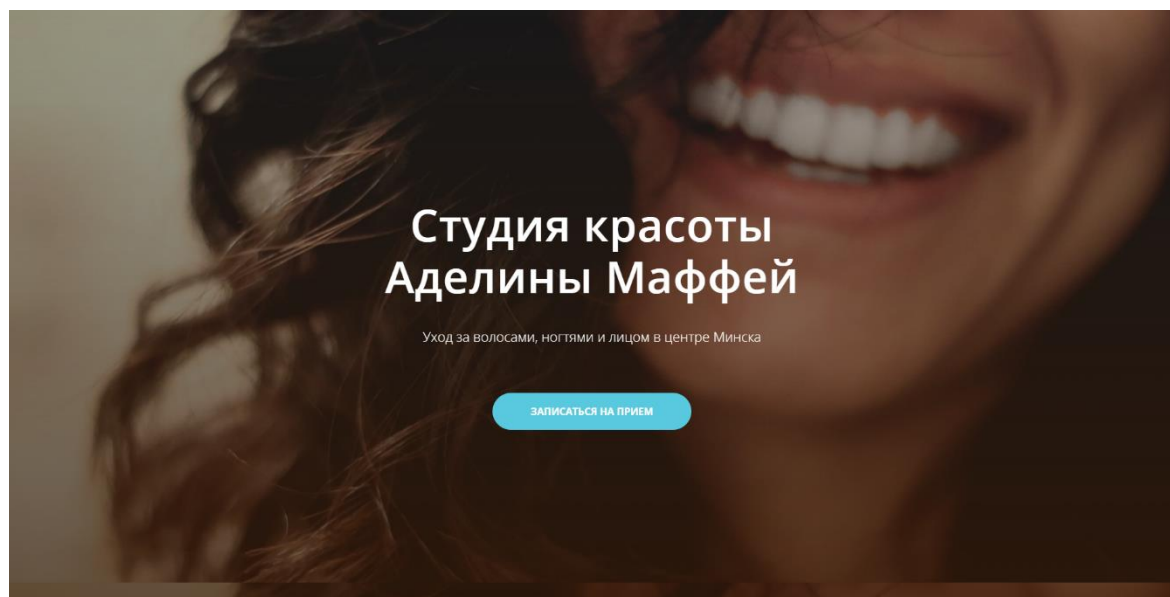 Студия красоты
Аделины Маффей
Уход за волосами, ногтями и лицом в центре Минска
ЗАПИСАТЬСЯ НА ПРИЕМ